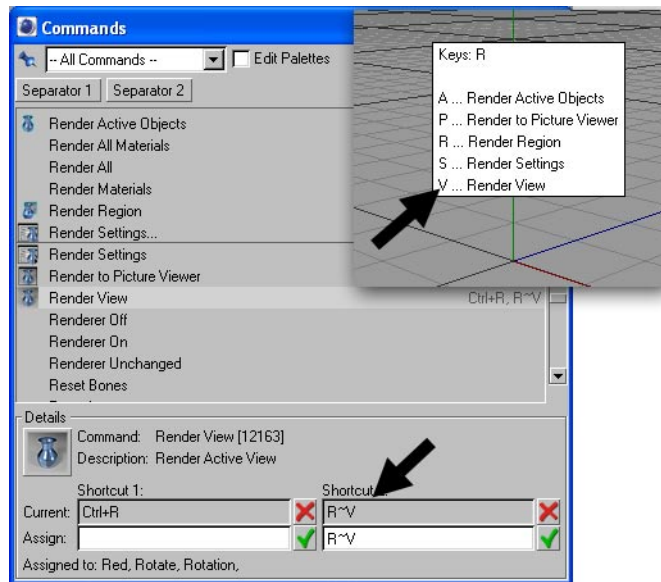 Commands
-- All Commands --
Edit Palettes
Separator 1
Separator 2
Render Active Objects
Render All Materials
Render All
Render Materials
Render Region
Render Settings...
Render Settings
Render to Picture Viewer
Render View Ctrl+R, R~V
Renderer Off
Renderer On
Renderer Unchanged
Reset Bones
Keys: R
A ... Render Active Objects
P ... Render to Picture Viewer
R ... Render Region
S ... Render Settings
V ... Render View
Details
Command: Render View [12163]
Description: Render Active View
Shortcut 1:
Current: Ctrl+R R~V
Assign: R~V
Assigned to: Red, Rotate, Rotation,